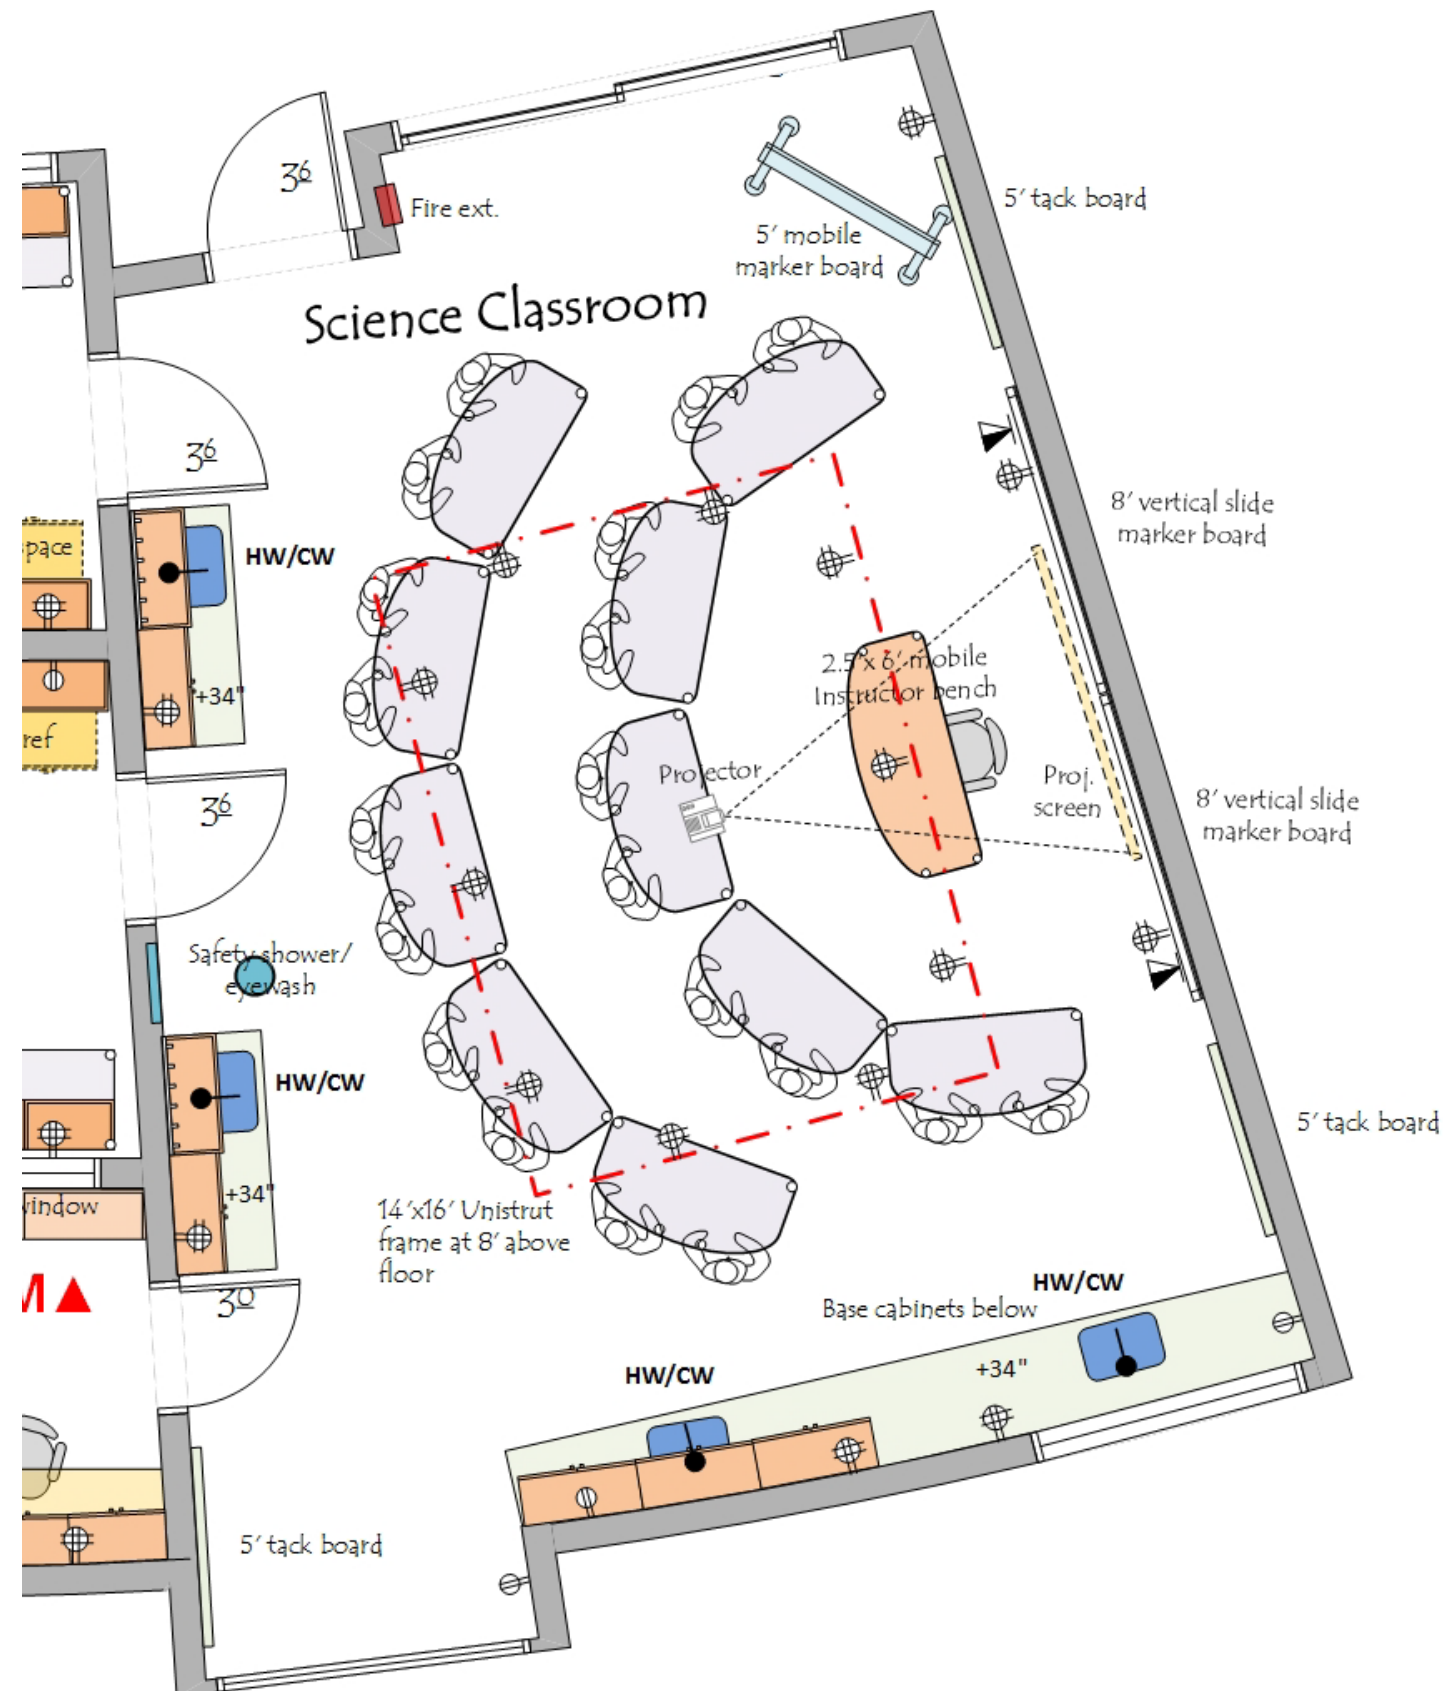 3⁶
Fire ext.
5' tack board
5' mobile
marker board
Science Classroom
3⁶
8' vertical slide
marker board
HW/CW
2.5' x 6' mobile
Instructor bench
+34"
ref
Projector
Proj.
screen
3⁶
8' vertical slide
marker board
Safety shower/
eyewash
HW/CW
5' tack board
+34"
14'x16' Unistrut
frame at 8' above
floor
3⁰
HW/CW
Base cabinets below
+34"
HW/CW
5' tack board